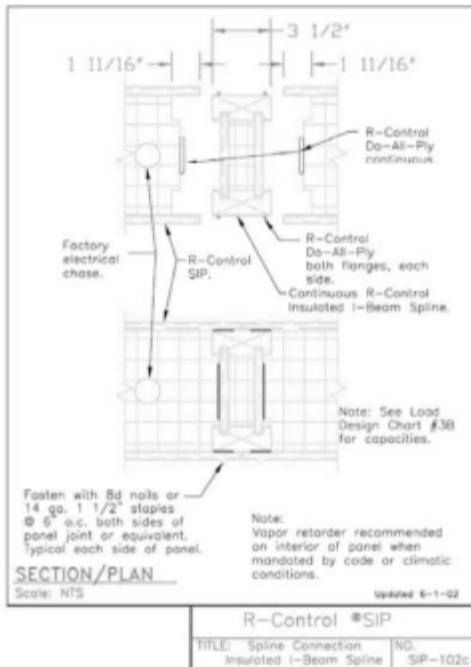 3 1/2"
1 11/16"
1 11/16"
R-Control
Do-All-Ply
continuous.
Factory
electrical
chase.
R-Control
SIP.
R-Control
Do-All-Ply
both flanges, each
side.
Continuous R-Control
Insulated I-Beam Spline.
Note: See Load
Design Chart #3B
for capacities.
Fasten with 8d nails or
14 ga. 1 1/2" staples
@ 6" o.c. both sides of
panel joint or equivalent.
Typical each side of panel.
Note:
Vapor retarder recommended
on interior of panel when
mandated by code or climatic
conditions.
SECTION/PLAN
Scale: NTS
Updated 6-1-02
R-Control ®SIP
TITLE: Spline Connection
Insulated I-Beam Spline
NO.
SIP-102c